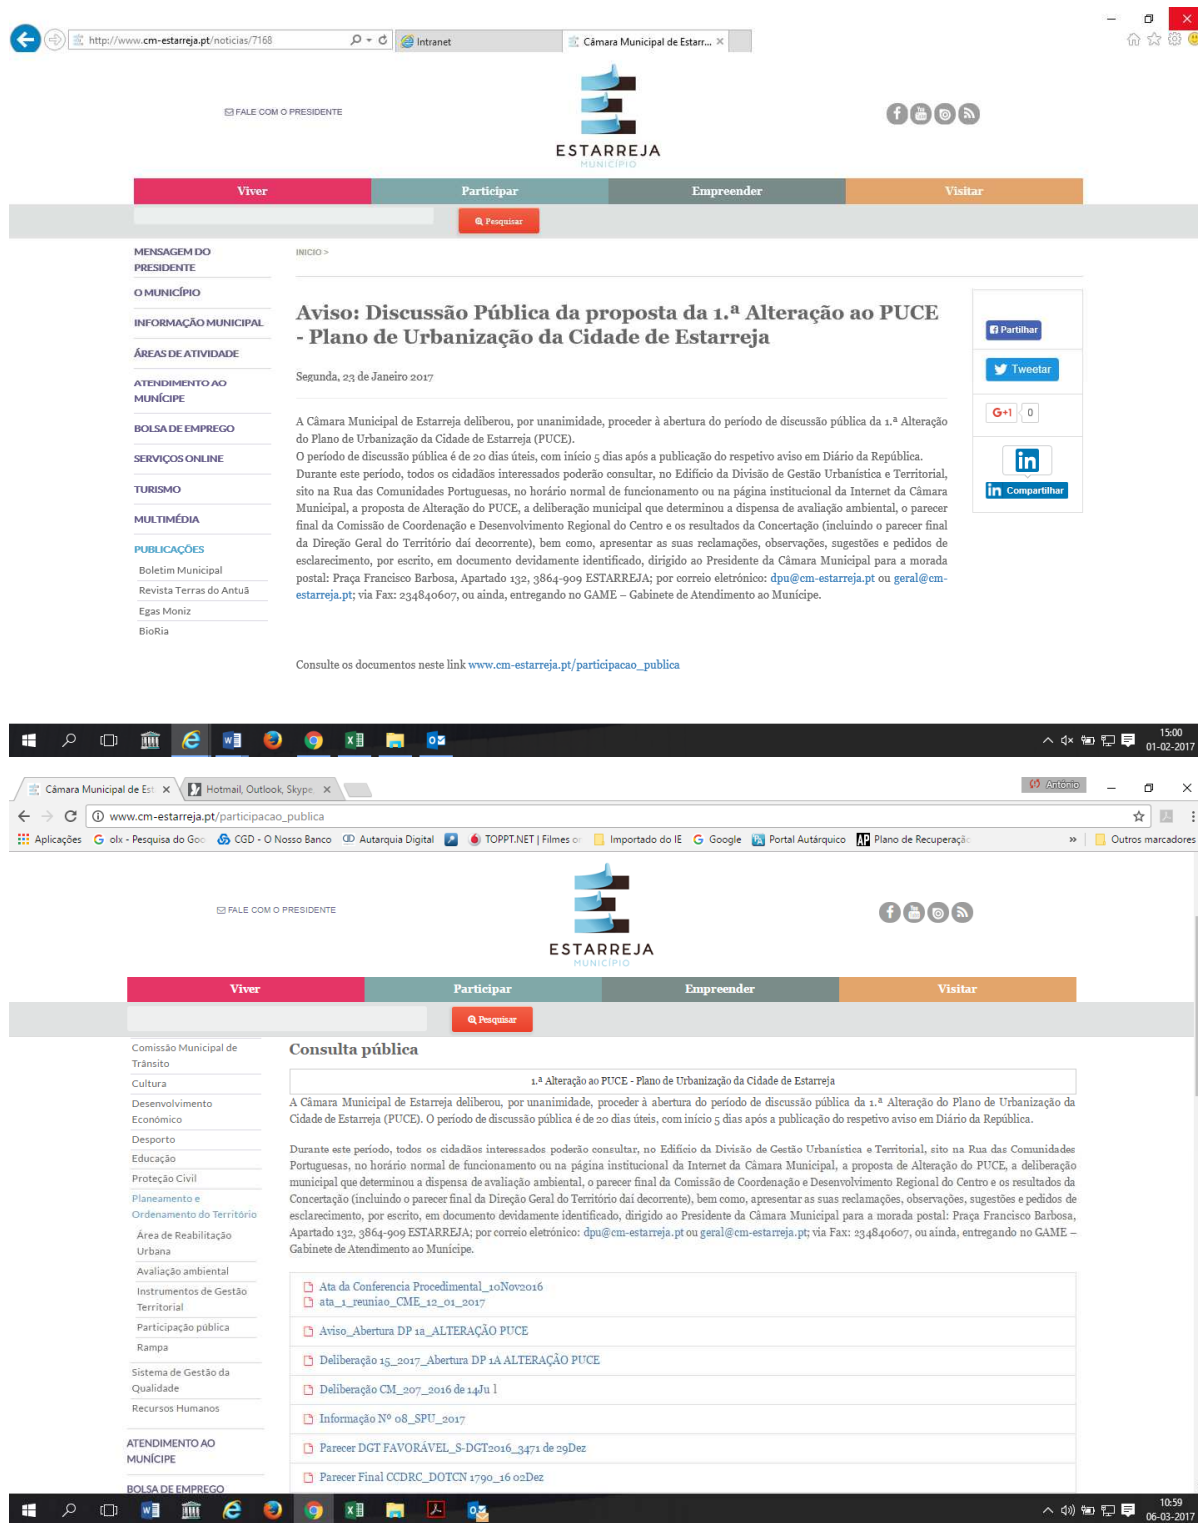 http://www.cm-estarreja.pt/noticias/7168
Intranet
Câmara Municipal de Estarr...
FALE COM O PRESIDENTE
ESTARREJA
MUNICÍPIO
Viver
Participar
Empreender
Visitar
Pesquisar
MENSAGEM DO
PRESIDENTE
O MUNICÍPIO
INFORMAÇÃO MUNICIPAL
ÁREAS DE ATIVIDADE
ATENDIMENTO AO
MUNÍCIPE
BOLSA DE EMPREGO
SERVIÇOS ONLINE
TURISMO
MULTIMÉDIA
PUBLICAÇÕES
Boletim Municipal
Revista Terras do Antuã
Egas Moniz
BioRia
INICIO >
Aviso: Discussão Pública da proposta da 1.ª Alteração ao PUCE
- Plano de Urbanização da Cidade de Estarreja
Segunda, 23 de Janeiro 2017
A Câmara Municipal de Estarreja deliberou, por unanimidade, proceder à abertura do período de discussão pública da 1.ª Alteração
do Plano de Urbanização da Cidade de Estarreja (PUCE).
O período de discussão pública é de 20 dias úteis, com início 5 dias após a publicação do respetivo aviso em Diário da República.
Durante este período, todos os cidadãos interessados poderão consultar, no Edifício da Divisão de Gestão Urbanística e Territorial,
sito na Rua das Comunidades Portuguesas, no horário normal de funcionamento ou na página institucional da Internet da Câmara
Municipal, a proposta de Alteração do PUCE, a deliberação municipal que determinou a dispensa de avaliação ambiental, o parecer
final da Comissão de Coordenação e Desenvolvimento Regional do Centro e os resultados da Concertação (incluindo o parecer final
da Direção Geral do Território daí decorrente), bem como, apresentar as suas reclamações, observações, sugestões e pedidos de
esclarecimento, por escrito, em documento devidamente identificado, dirigido ao Presidente da Câmara Municipal para a morada
postal: Praça Francisco Barbosa, Apartado 132, 3864-909 ESTARREJA; por correio eletrónico: dpu@cm-estarreja.pt ou geral@cm-
estarreja.pt; via Fax: 234840607, ou ainda, entregando no GAME – Gabinete de Atendimento ao Munícipe.
Consulte os documentos neste link www.cm-estarreja.pt/participacao_publica
Partilhar
Tweetar
G+1 0
in
in Compartilhar
15:00
01-02-2017
Câmara Municipal de Est
Hotmail, Outlook, Skype,
António
www.cm-estarreja.pt/participacao_publica
Aplicações
olx - Pesquisa do Goo
CGD - O Nosso Banco
Autarquia Digital
TOPPT.NET | Filmes o
Importado do IE
Google
Portal Autárquico
Plano de Recuperaçã
»
Outros marcadores
FALE COM O PRESIDENTE
ESTARREJA
MUNICÍPIO
Viver
Participar
Empreender
Visitar
Pesquisar
Comissão Municipal de
Trânsito
Cultura
Desenvolvimento
Económico
Desporto
Educação
Proteção Civil
Planeamento e
Ordenamento do Território
Área de Reabilitação
Urbana
Avaliação ambiental
Instrumentos de Gestão
Territorial
Participação pública
Rampa
Sistema de Gestão da
Qualidade
Recursos Humanos
ATENDIMENTO AO
MUNÍCIPE
BOLSA DE EMPREGO
Consulta pública
1.ª Alteração ao PUCE - Plano de Urbanização da Cidade de Estarreja
A Câmara Municipal de Estarreja deliberou, por unanimidade, proceder à abertura do período de discussão pública da 1.ª Alteração do Plano de Urbanização da
Cidade de Estarreja (PUCE). O período de discussão pública é de 20 dias úteis, com início 5 dias após a publicação do respetivo aviso em Diário da República.
Durante este período, todos os cidadãos interessados poderão consultar, no Edifício da Divisão de Gestão Urbanística e Territorial, sito na Rua das Comunidades
Portuguesas, no horário normal de funcionamento ou na página institucional da Internet da Câmara Municipal, a proposta de Alteração do PUCE, a deliberação
municipal que determinou a dispensa de avaliação ambiental, o parecer final da Comissão de Coordenação e Desenvolvimento Regional do Centro e os resultados da
Concertação (incluindo o parecer final da Direção Geral do Território daí decorrente), bem como, apresentar as suas reclamações, observações, sugestões e pedidos de
esclarecimento, por escrito, em documento devidamente identificado, dirigido ao Presidente da Câmara Municipal para a morada postal: Praça Francisco Barbosa,
Apartado 132, 3864-909 ESTARREJA; por correio eletrónico: dpu@cm-estarreja.pt ou geral@cm-estarreja.pt; via Fax: 234840607, ou ainda, entregando no GAME –
Gabinete de Atendimento ao Munícipe.
Ata da Conferencia Procedimental_10Nov2016
ata_1_reuniao_CME_12_01_2017
Aviso_Abertura DP 1a_ALTERAÇÃO PUCE
Deliberação 15_2017_Abertura DP 1A ALTERAÇÃO PUCE
Deliberação CM_207_2016 de 14Ju l
Informação Nº 08_SPU_2017
Parecer DGT FAVORÁVEL_S-DGT2016_3471 de 29Dez
Parecer Final CCDRC_DOTCN 1790_16 02Dez
10:59
06-03-2017